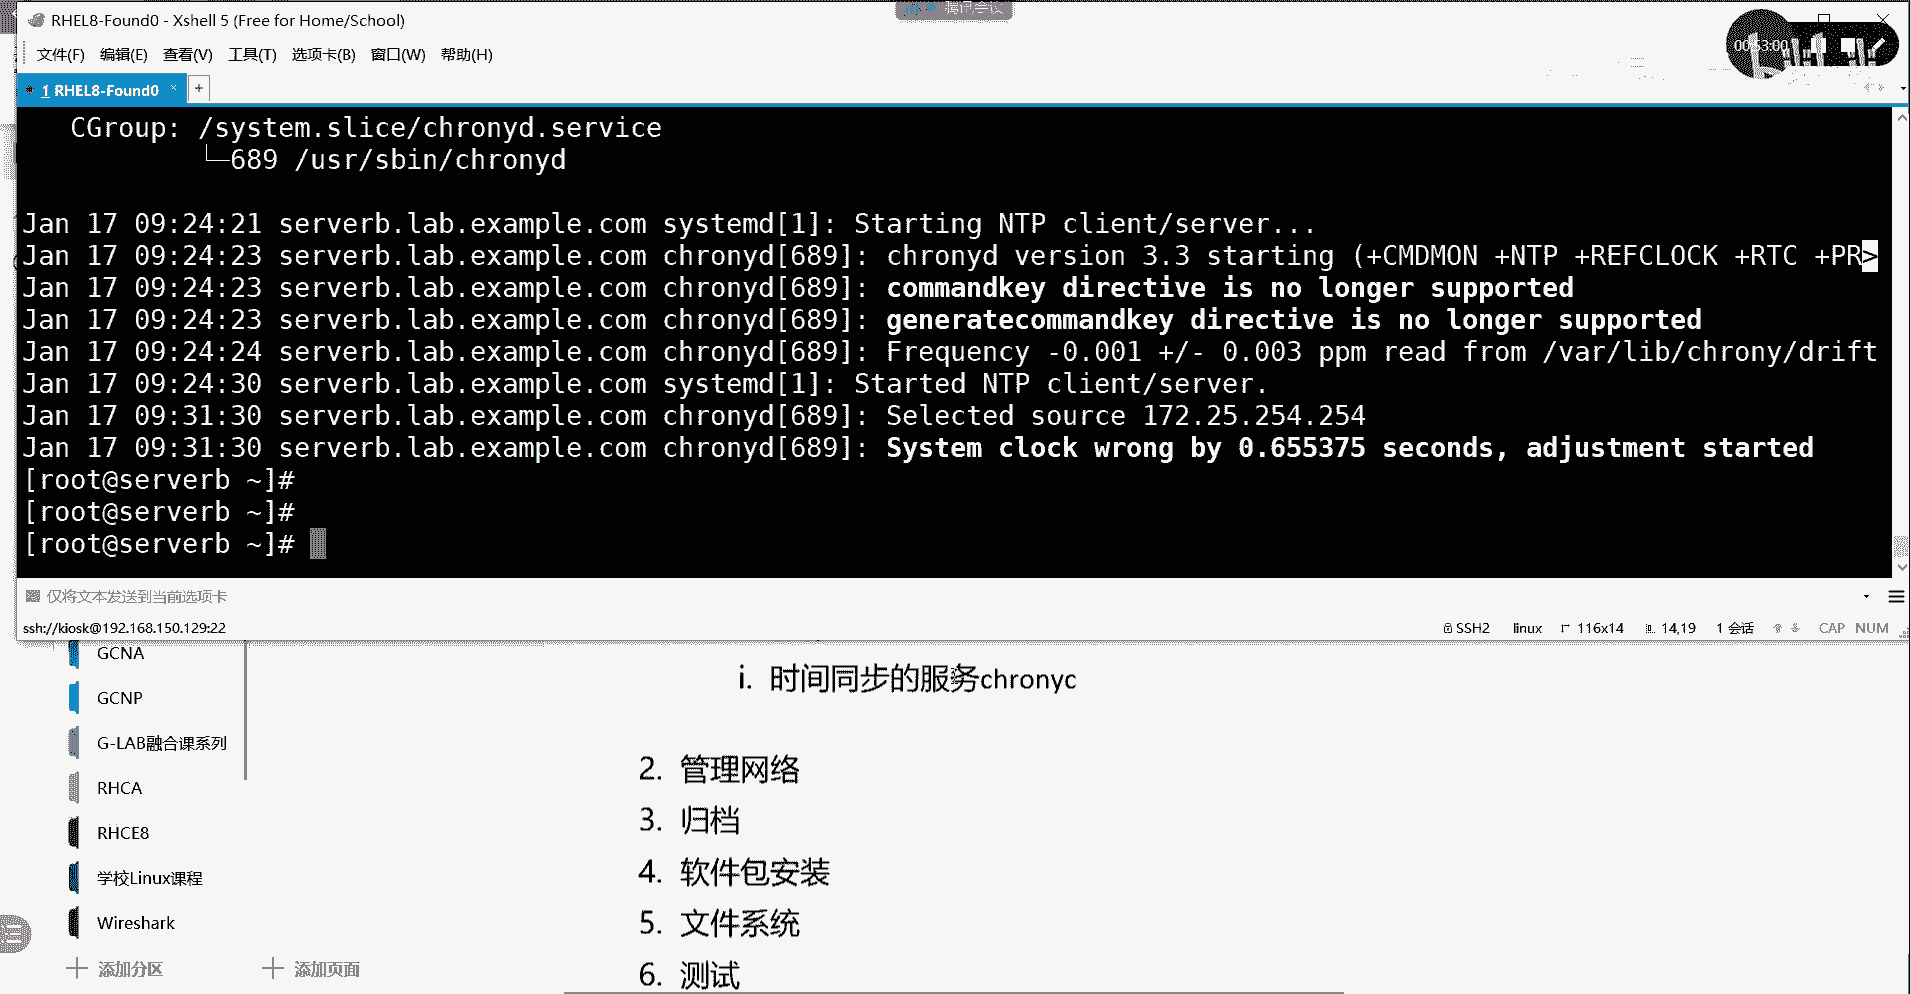 RHEL8-Found0 - Xshell 5 (Free for Home/School)
腾讯会议
00:53:00
文件(F) 编辑(E) 查看(V) 工具(T) 选项卡(B) 窗口(W) 帮助(H)
1 RHEL8-Found0 × +
CGroup: /system.slice/chronyd.service
└─689 /usr/sbin/chronyd
Jan 17 09:24:21 serverb.lab.example.com systemd[1]: Starting NTP client/server...
Jan 17 09:24:23 serverb.lab.example.com chronyd[689]: chronyd version 3.3 starting (+CMDMON +NTP +REFCLOCK +RTC +PR>
Jan 17 09:24:23 serverb.lab.example.com chronyd[689]: commandkey directive is no longer supported
Jan 17 09:24:23 serverb.lab.example.com chronyd[689]: generatecommandkey directive is no longer supported
Jan 17 09:24:24 serverb.lab.example.com chronyd[689]: Frequency -0.001 +/- 0.003 ppm read from /var/lib/chrony/drift
Jan 17 09:24:30 serverb.lab.example.com systemd[1]: Started NTP client/server.
Jan 17 09:31:30 serverb.lab.example.com chronyd[689]: Selected source 172.25.254.254
Jan 17 09:31:30 serverb.lab.example.com chronyd[689]: System clock wrong by 0.655375 seconds, adjustment started
[root@serverb ~]#
[root@serverb ~]#
[root@serverb ~]#
仅将文本发送到当前选项卡
ssh://kiosk@192.168.150.129:22 SSH2 linux 116x14 14,19 1 会话 CAP NUM
GCNA
GCNP
G-LAB融合课系列
RHCA
RHCE8
学校Linux课程
Wireshark
添加分区 添加页面
i. 时间同步的服务chronyc
2. 管理网络
3. 归档
4. 软件包安装
5. 文件系统
6. 测试